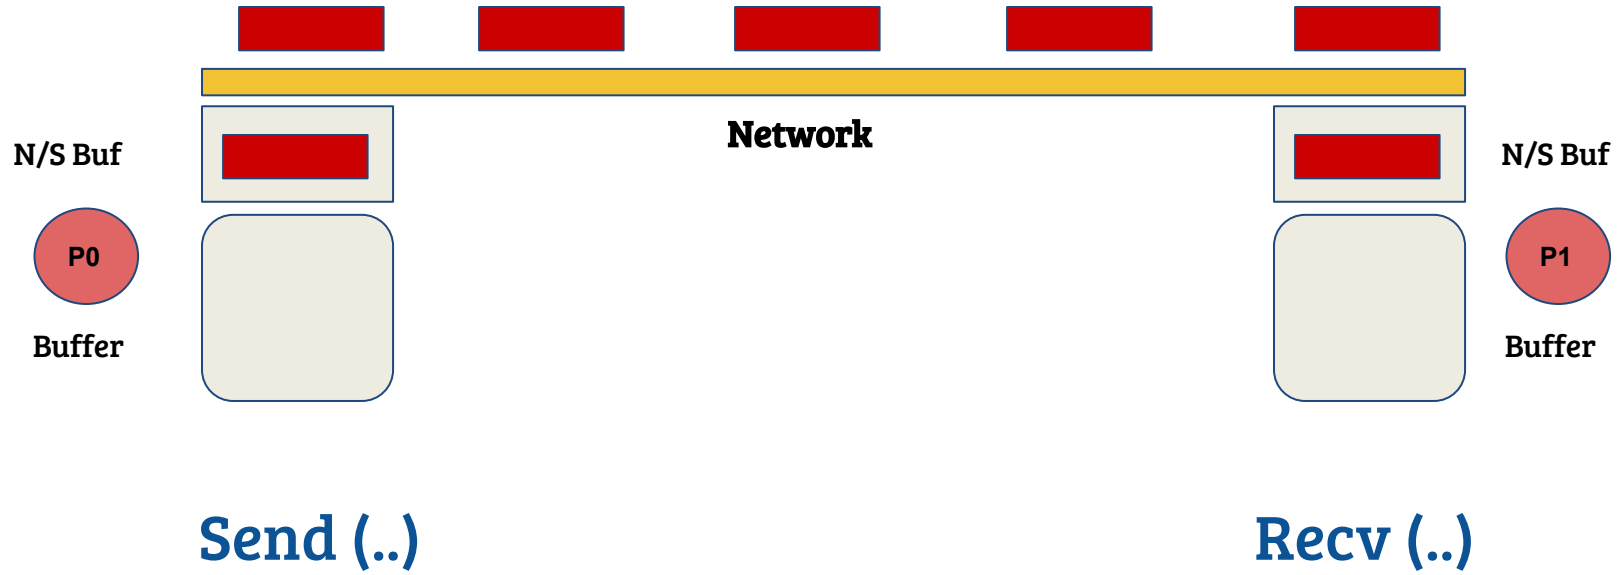 Network
N/S Buf
N/S Buf
P0
P1
Buffer
Buffer
Send (..)
Recv (..)